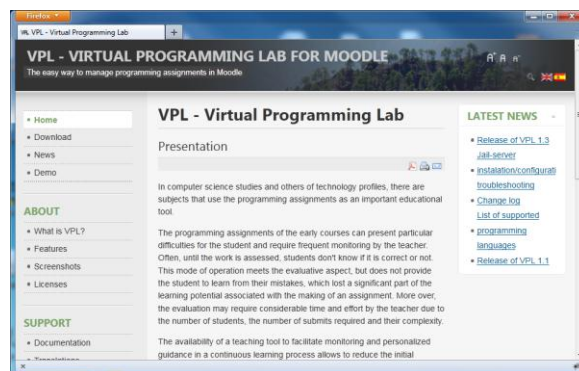 Firefox
VPL - Virtual Programming Lab
+
VPL - VIRTUAL PROGRAMMING LAB FOR MOODLE
The easy way to manage programming assignments in Moodle
A+ A A-
Home
Download
News
Demo
ABOUT
What is VPL?
Features
Screenshots
Licenses
SUPPORT
Documentation
Translations
VPL - Virtual Programming Lab
Presentation
In computer science studies and others of technology profiles, there are
subjects that use the programming assignments as an important educational
tool.
The programming assignments of the early courses can present particular
difficulties for the student and require frequent monitoring by the teacher.
Often, until the work is assessed, students don't know if it is correct or not.
This mode of operation meets the evaluative aspect, but does not provide
the student to learn from their mistakes, which lost a significant part of the
learning potential associated with the making of an assignment. More over,
the evaluation may require considerable time and effort by the teacher due to
the number of students, the number of submits required and their complexity.
The availability of a teaching tool to facilitate monitoring and personalized
guidance in a continuous learning process allows to reduce the initial
LATEST NEWS
Release of VPL 1.3
Jail-server
instalation/configurati
troubleshooting
Change log
List of supported
programming
languages
Release of VPL 1.1